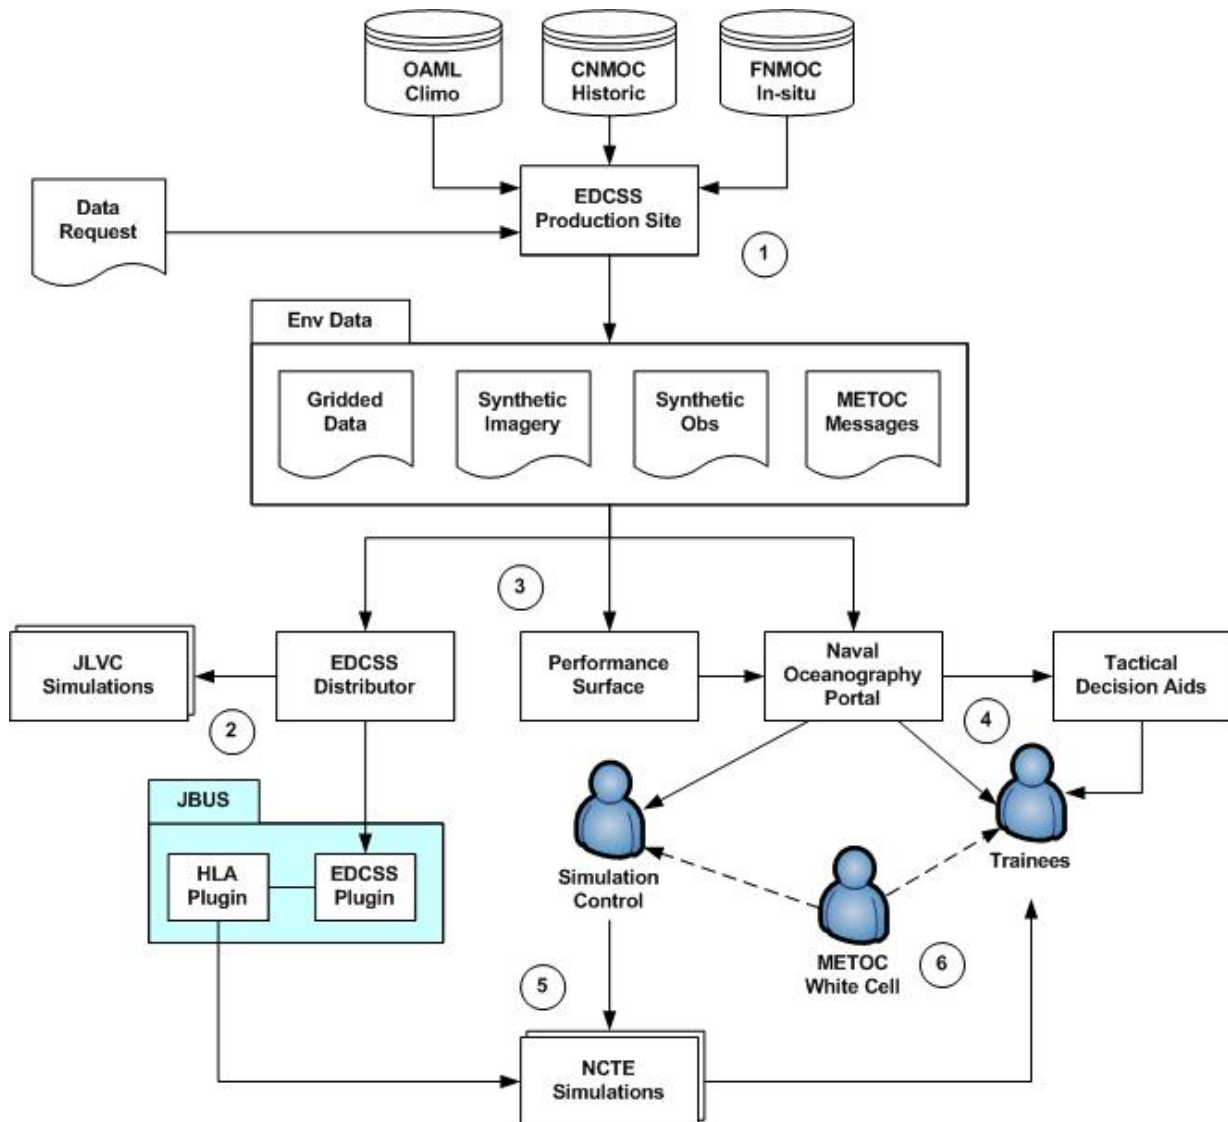 OAML
Climo
CNMOC
Historic
FNMOC
In-situ
EDCSS
Production Site
Data
Request
1
Env Data
Gridded
Data
Synthetic
Imagery
Synthetic
Obs
METOC
Messages
3
JLVC
Simulations
EDCSS
Distributor
Performance
Surface
Naval
Oceanography
Portal
Tactical
Decision Aids
2
4
JBUS
HLA
Plugin
EDCSS
Plugin
Simulation
Control
Trainees
METOC
White Cell
6
5
NCTE
Simulations